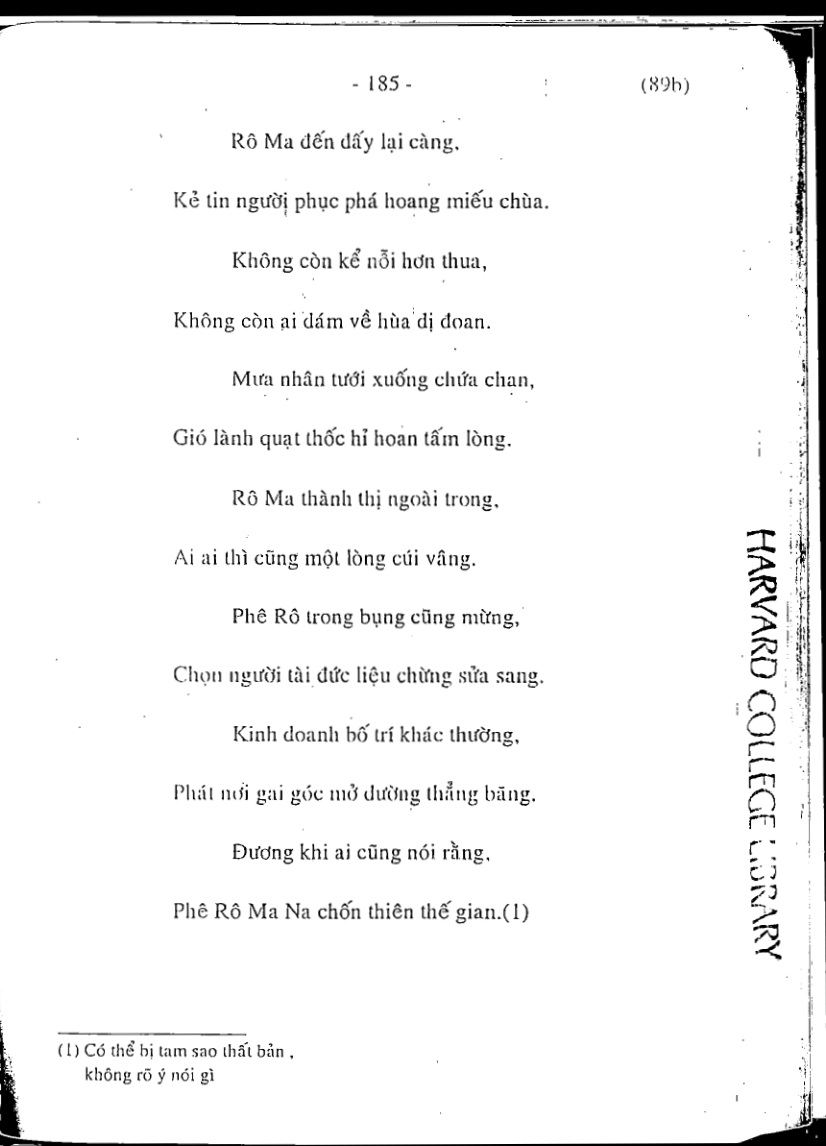 - 185 - (89b)
Rô Ma đến đấy lại càng,
Kẻ tin người phục phá hoang miếu chùa.
Không còn kể nỗi hơn thua,
Không còn ai dám về hùa dị đoan.
Mưa nhân tưới xuống chứa chan,
Gió lành quạt thốc hỉ hoan tấm lòng.
Rô Ma thành thị ngoài trong,
Ai ai thì cũng một lòng cúi vâng.
Phê Rô trong bụng cũng mừng,
Chọn người tài đức liệu chừng sửa sang.
Kinh doanh bố trí khác thường,
Phát nơi gai góc mở đường thẳng băng.
Đương khi ai cũng nói rằng,
Phê Rô Ma Na chốn thiên thế gian.(1)
(1) Có thể bị tam sao thất bản ,
không rõ ý nói gì
HARVARD COLLEGE LIBRARY